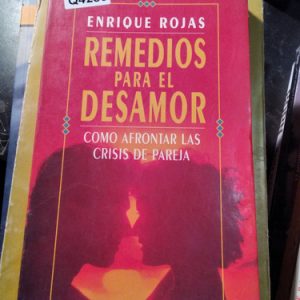 ENRIQUE ROJAS
REMEDIOS
PARA EL
DESAMOR
COMO AFRONTAR LAS
CRISIS DE PAREJA